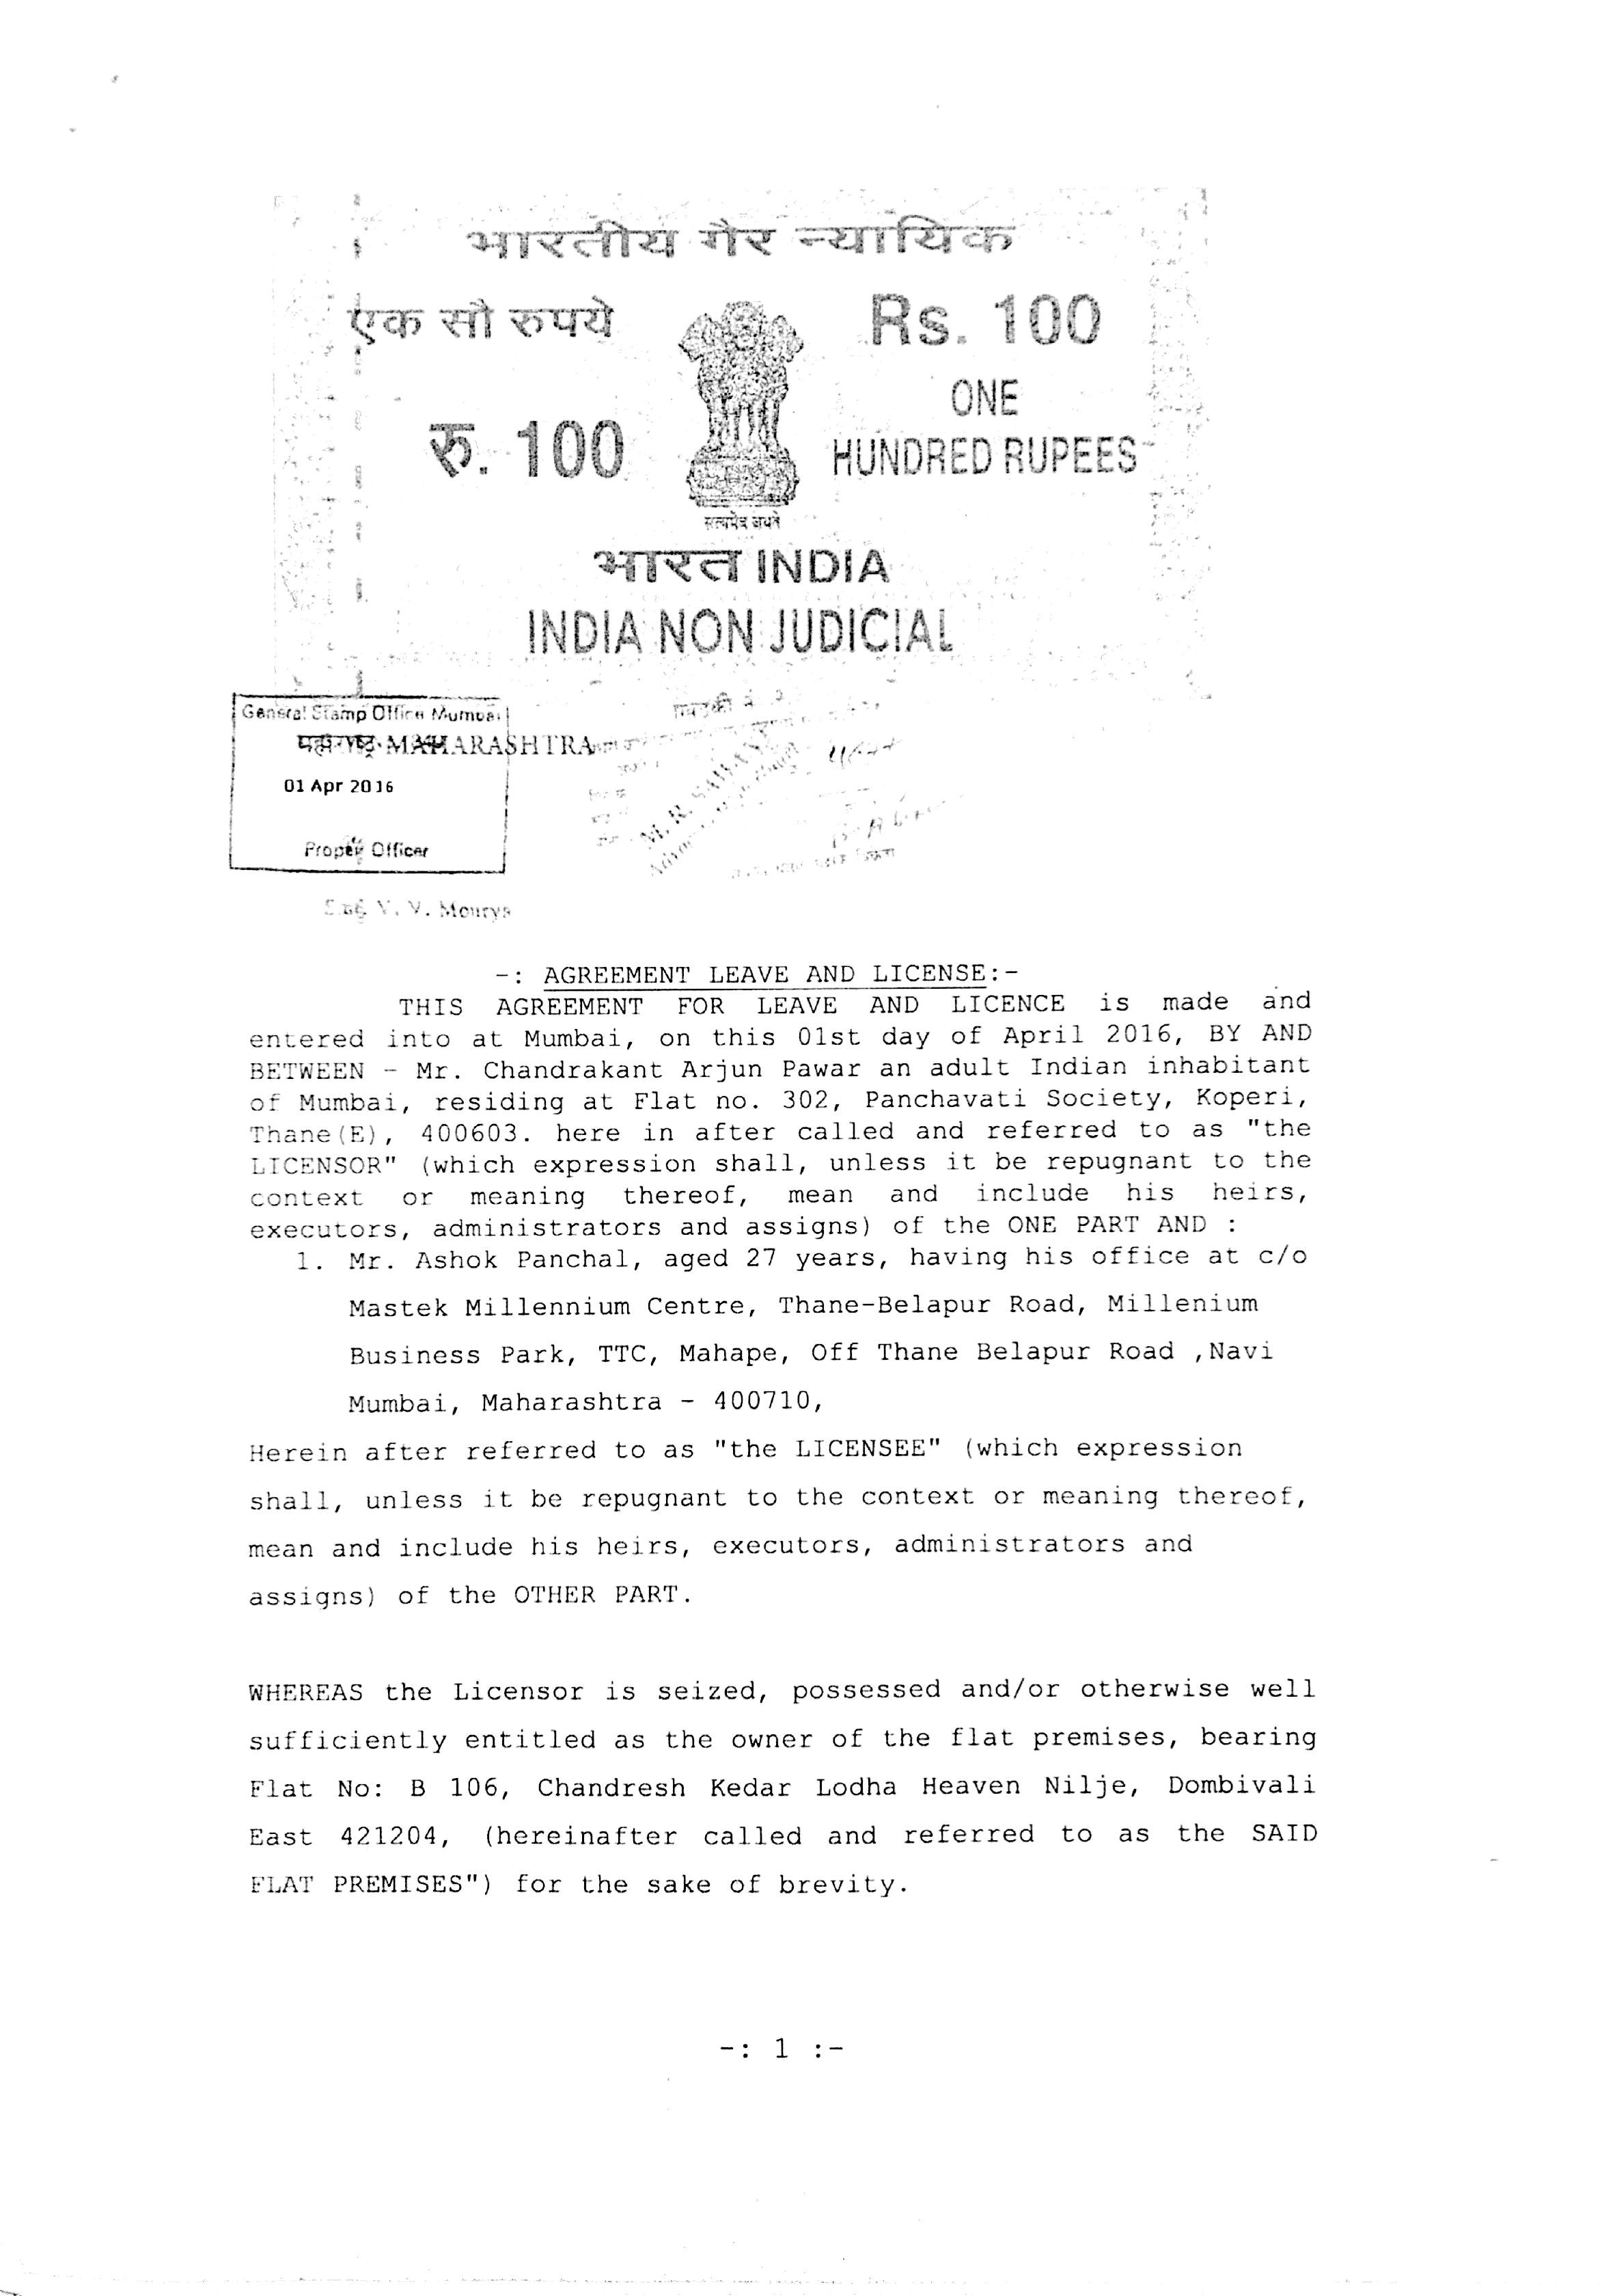 भारतीय गैर न्यायिक
एक सौ रुपये
Rs. 100
रु. 100
ONE
HUNDRED RUPEES
सत्यमेव जयते
भारत INDIA
INDIA NON JUDICIAL
General Stamp Office Mumbai
महाराष्ट्र MAHARASHTRA
01 Apr 2016
Proper Officer
V. V. Mourya
-: AGREEMENT LEAVE AND LICENSE:-
THIS AGREEMENT FOR LEAVE AND LICENCE is made and
entered into at Mumbai, on this 01st day of April 2016, BY AND
BETWEEN - Mr. Chandrakant Arjun Pawar an adult Indian inhabitant
of Mumbai, residing at Flat no. 302, Panchavati Society, Koperi,
Thane(E), 400603. here in after called and referred to as "the
LICENSOR" (which expression shall, unless it be repugnant to the
context or meaning thereof, mean and include his heirs,
executors, administrators and assigns) of the ONE PART AND :
1. Mr. Ashok Panchal, aged 27 years, having his office at c/o
Mastek Millennium Centre, Thane-Belapur Road, Millenium
Business Park, TTC, Mahape, Off Thane Belapur Road ,Navi
Mumbai, Maharashtra - 400710,
Herein after referred to as "the LICENSEE" (which expression
shall, unless it be repugnant to the context or meaning thereof,
mean and include his heirs, executors, administrators and
assigns) of the OTHER PART.
WHEREAS the Licensor is seized, possessed and/or otherwise well
sufficiently entitled as the owner of the flat premises, bearing
Flat No: B 106, Chandresh Kedar Lodha Heaven Nilje, Dombivali
East 421204, (hereinafter called and referred to as the SAID
FLAT PREMISES") for the sake of brevity.
-: 1 :-